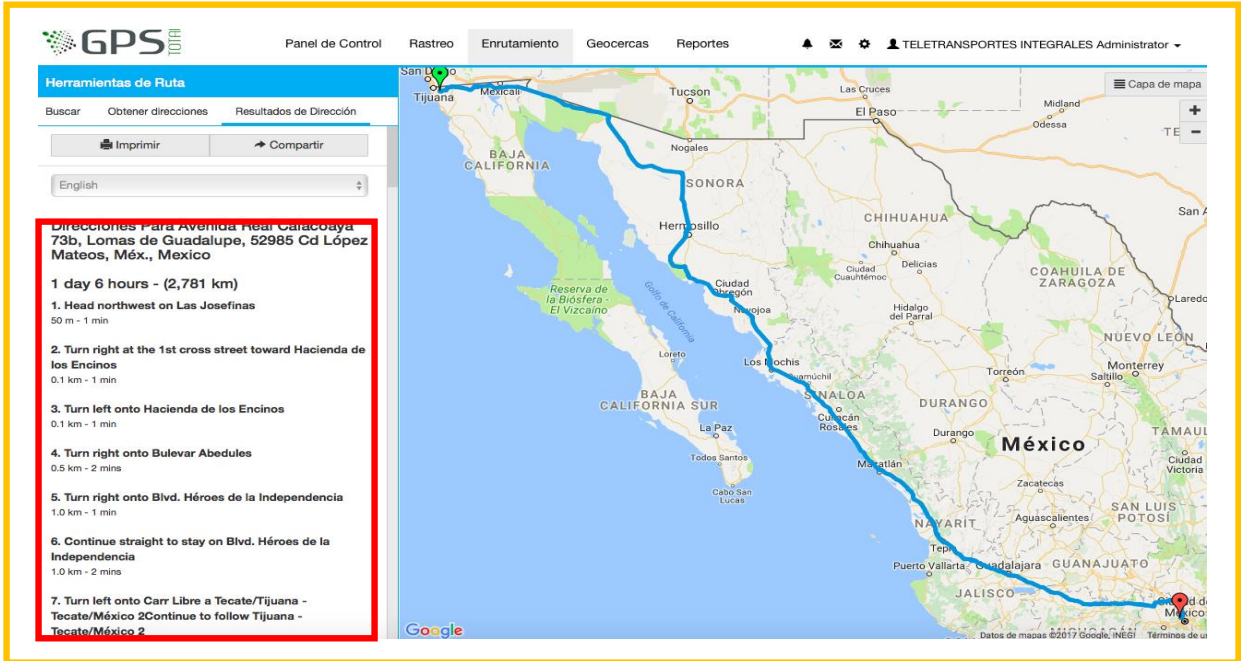 GPS TOTAL
Panel de Control Rastreo Enrutamiento Geocercas Reportes TELETRANSPORTES INTEGRALES Administrator
Herramientas de Ruta
Buscar Obtener direcciones Resultados de Dirección
Imprimir Compartir
English
Direcciones Para Avenida Real Calacoaya
73b, Lomas de Guadalupe, 52985 Cd López
Mateos, Méx., Mexico
1 day 6 hours - (2,781 km)
1. Head northwest on Las Josefinas
50 m - 1 min
2. Turn right at the 1st cross street toward Hacienda de
los Encinos
0.1 km - 1 min
3. Turn left onto Hacienda de los Encinos
0.1 km - 1 min
4. Turn right onto Bulevar Abedules
0.5 km - 2 mins
5. Turn right onto Blvd. Héroes de la Independencia
1.0 km - 1 min
6. Continue straight to stay on Blvd. Héroes de la
Independencia
1.0 km - 2 mins
7. Turn left onto Carr Libre a Tecate/Tijuana -
Tecate/México 2Continue to follow Tijuana -
Tecate/México 2
Capa de mapa
+
−
San Diego
Tijuana
Mexicali
Tucson
Las Cruces
El Paso
Midland
Odessa
TE
Nogales
BAJA
CALIFORNIA
SONORA
Hermosillo
CHIHUAHUA
Chihuahua
San A
Ciudad
Cuauhtémoc
Delicias
COAHUILA DE
ZARAGOZA
Reserva de
la Biósfera -
El Vizcaíno
Golfo de California
Ciudad
Obregón
Navojoa
Hidalgo
del Parral
Laredo
NUEVO LEÓN
Loreto
Los Mochis
Guamúchil
Torreón
Monterrey
Saltillo
BAJA
CALIFORNIA SUR
SINALOA
Culiacán
Rosales
DURANGO
La Paz
Durango
México
TAMAUL
Todos Santos
Mazatlán
Ciudad
Victoria
Cabo San
Lucas
Zacatecas
SAN LUIS
POTOSÍ
NAYARIT
Aguascalientes
Tepic
Puerto Vallarta
Guadalajara
GUANAJUATO
JALISCO
Ciudad d
México
MICHOACÁN
Google
Datos de mapas ©2017 Google, INEGI Términos de u